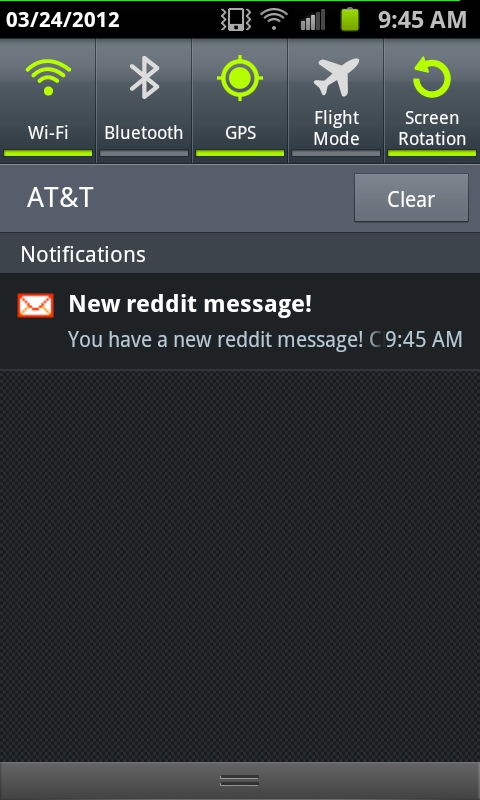 03/24/2012 9:45 AM
Wi-Fi Bluetooth GPS Flight Mode Screen Rotation
AT&T Clear
Notifications
New reddit message!
You have a new reddit message! C 9:45 AM